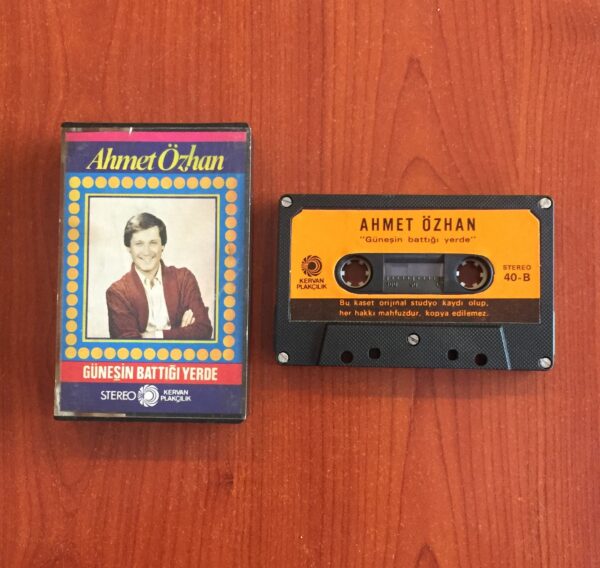 Ahmet Özhan
GÜNEŞİN BATTIĞI YERDE
STEREO KERVAN
PLAKÇILIK
AHMET ÖZHAN
"Güneşin battığı yerde"
KERVAN
PLAKÇILIK
STEREO
40-B
Bu kaset orijinal stüdyo kaydı olup,
her hakkı mahfuzdur, kopya edilemez.